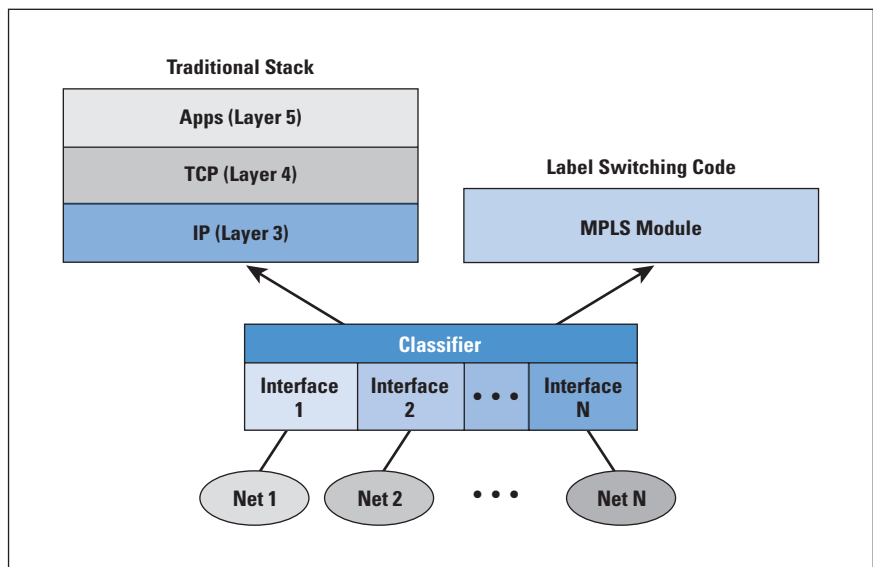 Traditional Stack
Apps (Layer 5)
TCP (Layer 4)
IP (Layer 3)
Label Switching Code
MPLS Module
Classifier
Interface
1
Interface
2
• • •
Interface
N
Net 1
Net 2
• • •
Net N